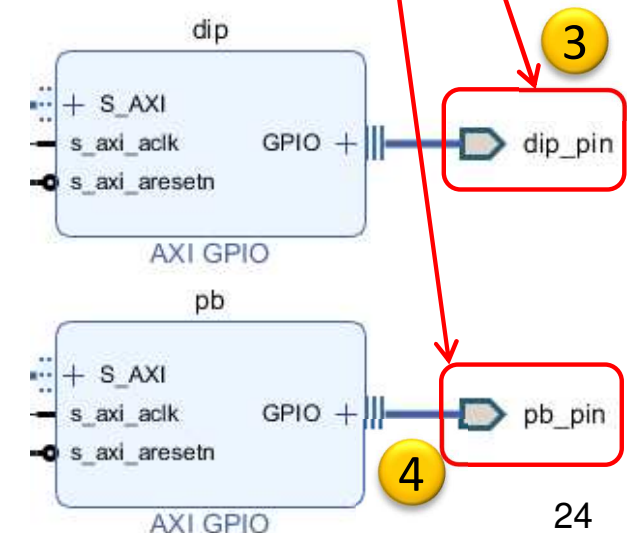 dip
3
+ S_AXI
s_axi_aclk
GPIO +
dip_pin
s_axi_aresetn
AXI GPIO
pb
+ S_AXI
s_axi_aclk
GPIO +
pb_pin
s_axi_aresetn
4
AXI GPIO
24